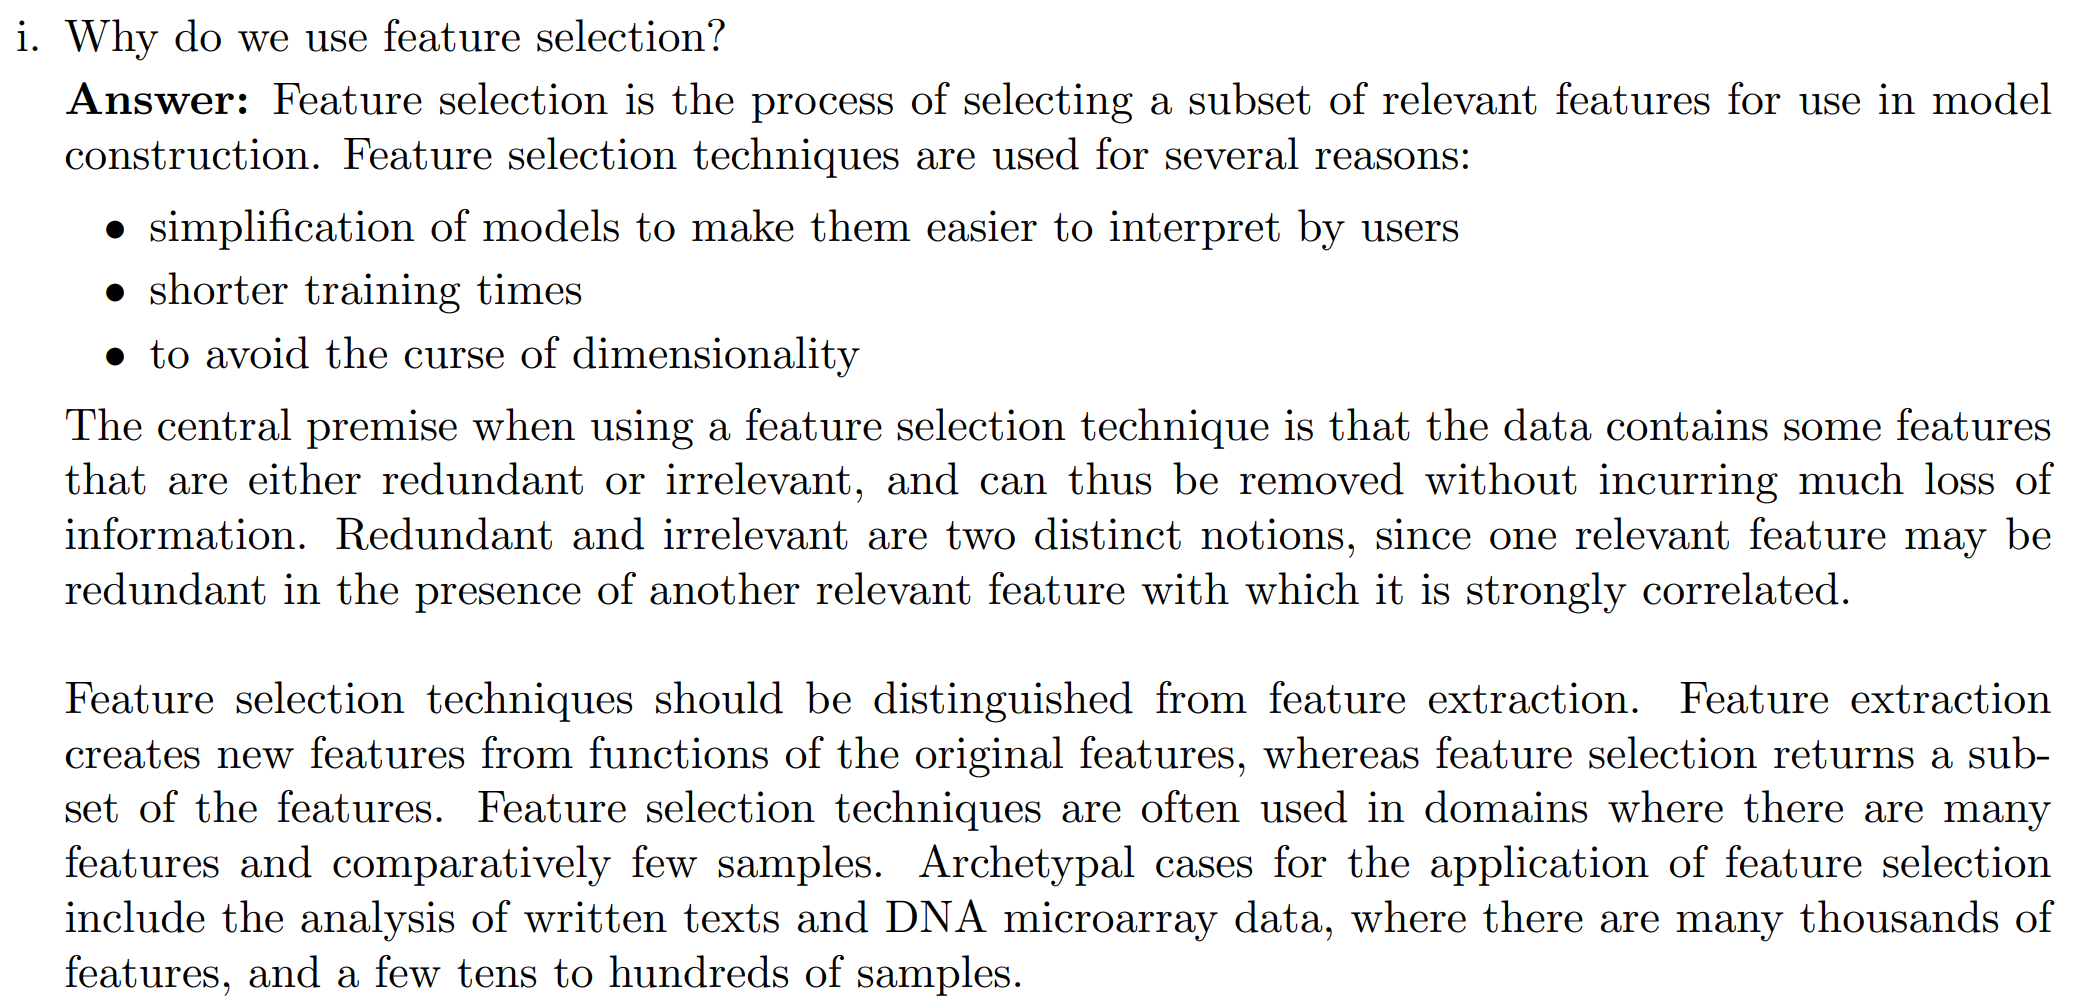 i. Why do we use feature selection?
Answer: Feature selection is the process of selecting a subset of relevant features for use in model
construction. Feature selection techniques are used for several reasons:
• simplification of models to make them easier to interpret by users
• shorter training times
• to avoid the curse of dimensionality
The central premise when using a feature selection technique is that the data contains some features
that are either redundant or irrelevant, and can thus be removed without incurring much loss of
information. Redundant and irrelevant are two distinct notions, since one relevant feature may be
redundant in the presence of another relevant feature with which it is strongly correlated.
Feature selection techniques should be distinguished from feature extraction. Feature extraction
creates new features from functions of the original features, whereas feature selection returns a sub-
set of the features. Feature selection techniques are often used in domains where there are many
features and comparatively few samples. Archetypal cases for the application of feature selection
include the analysis of written texts and DNA microarray data, where there are many thousands of
features, and a few tens to hundreds of samples.